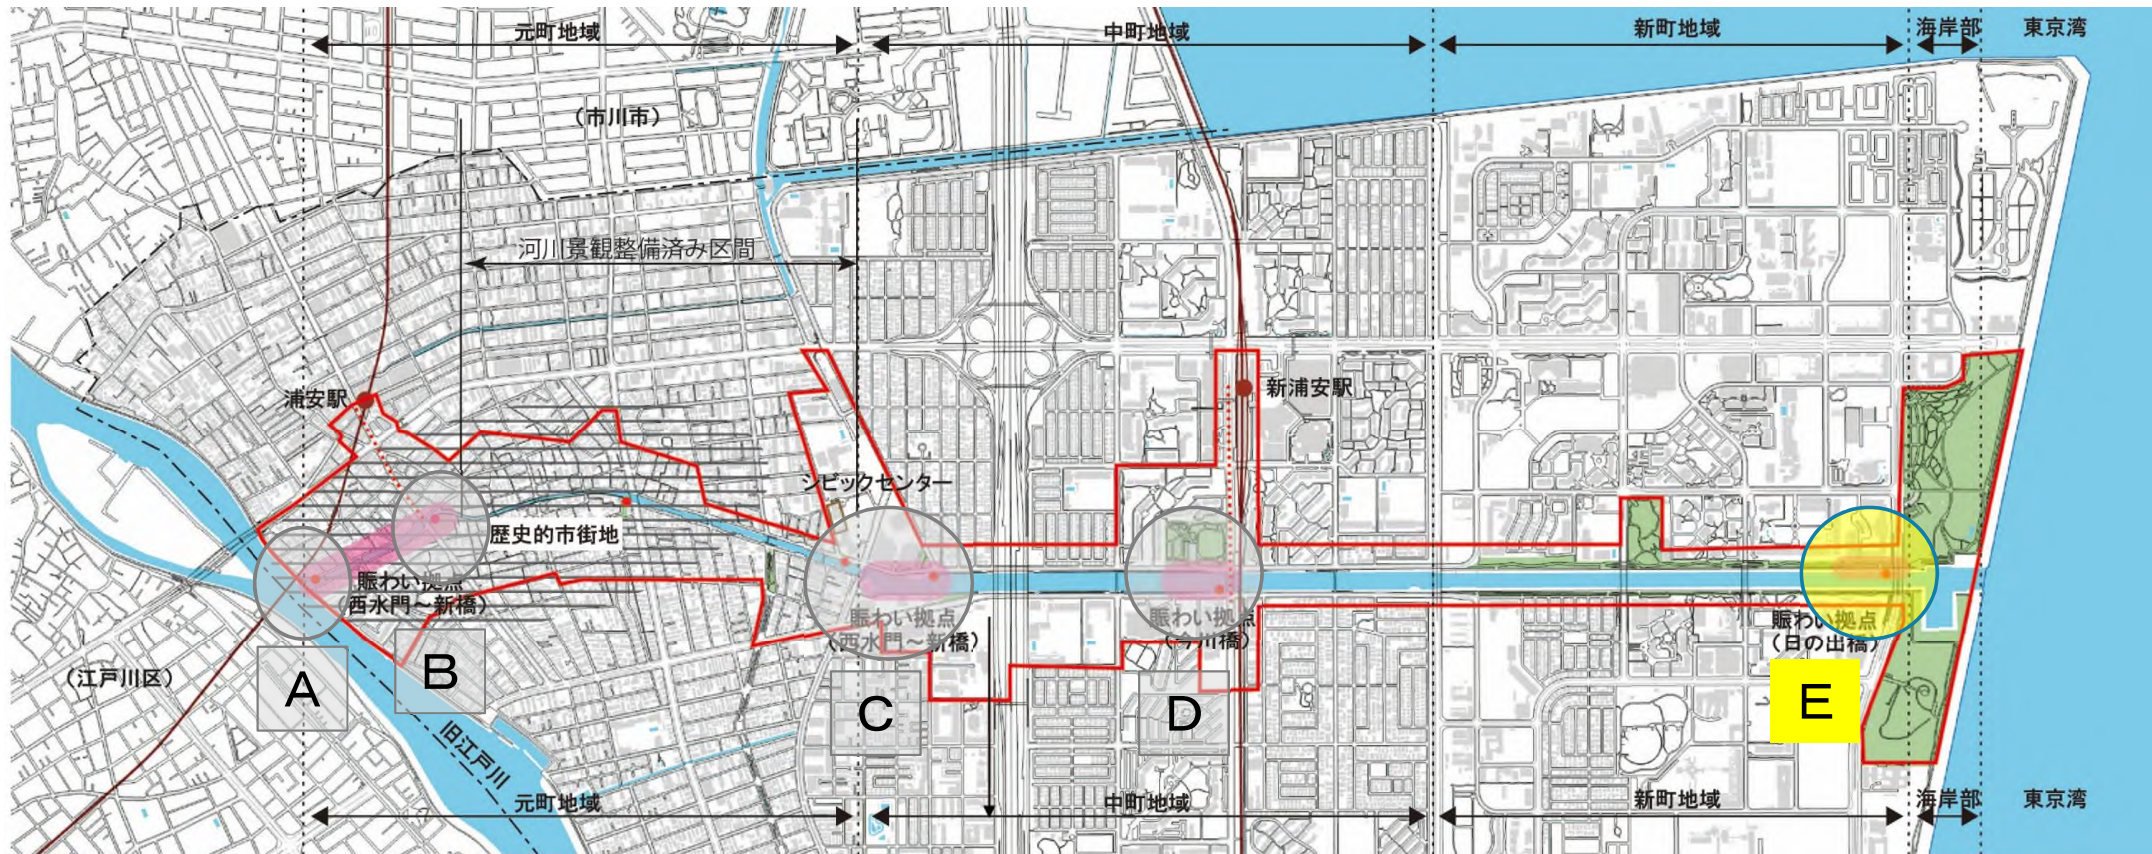 元町地域
中町地域
新町地域
海岸部
東京湾
（市川市）
河川景観整備済み区間
浦安駅
新浦安駅
シビックセンター
歴史的市街地
賑わい拠点
西水門～新橋）
賑わい拠点
（西水門～新橋）
賑わい拠点
（今川橋）
賑わい拠点
（日の出橋）
（江戸川区）
A
B
C
D
E
旧江戸川
元町地域
中町地域
新町地域
海岸部
東京湾